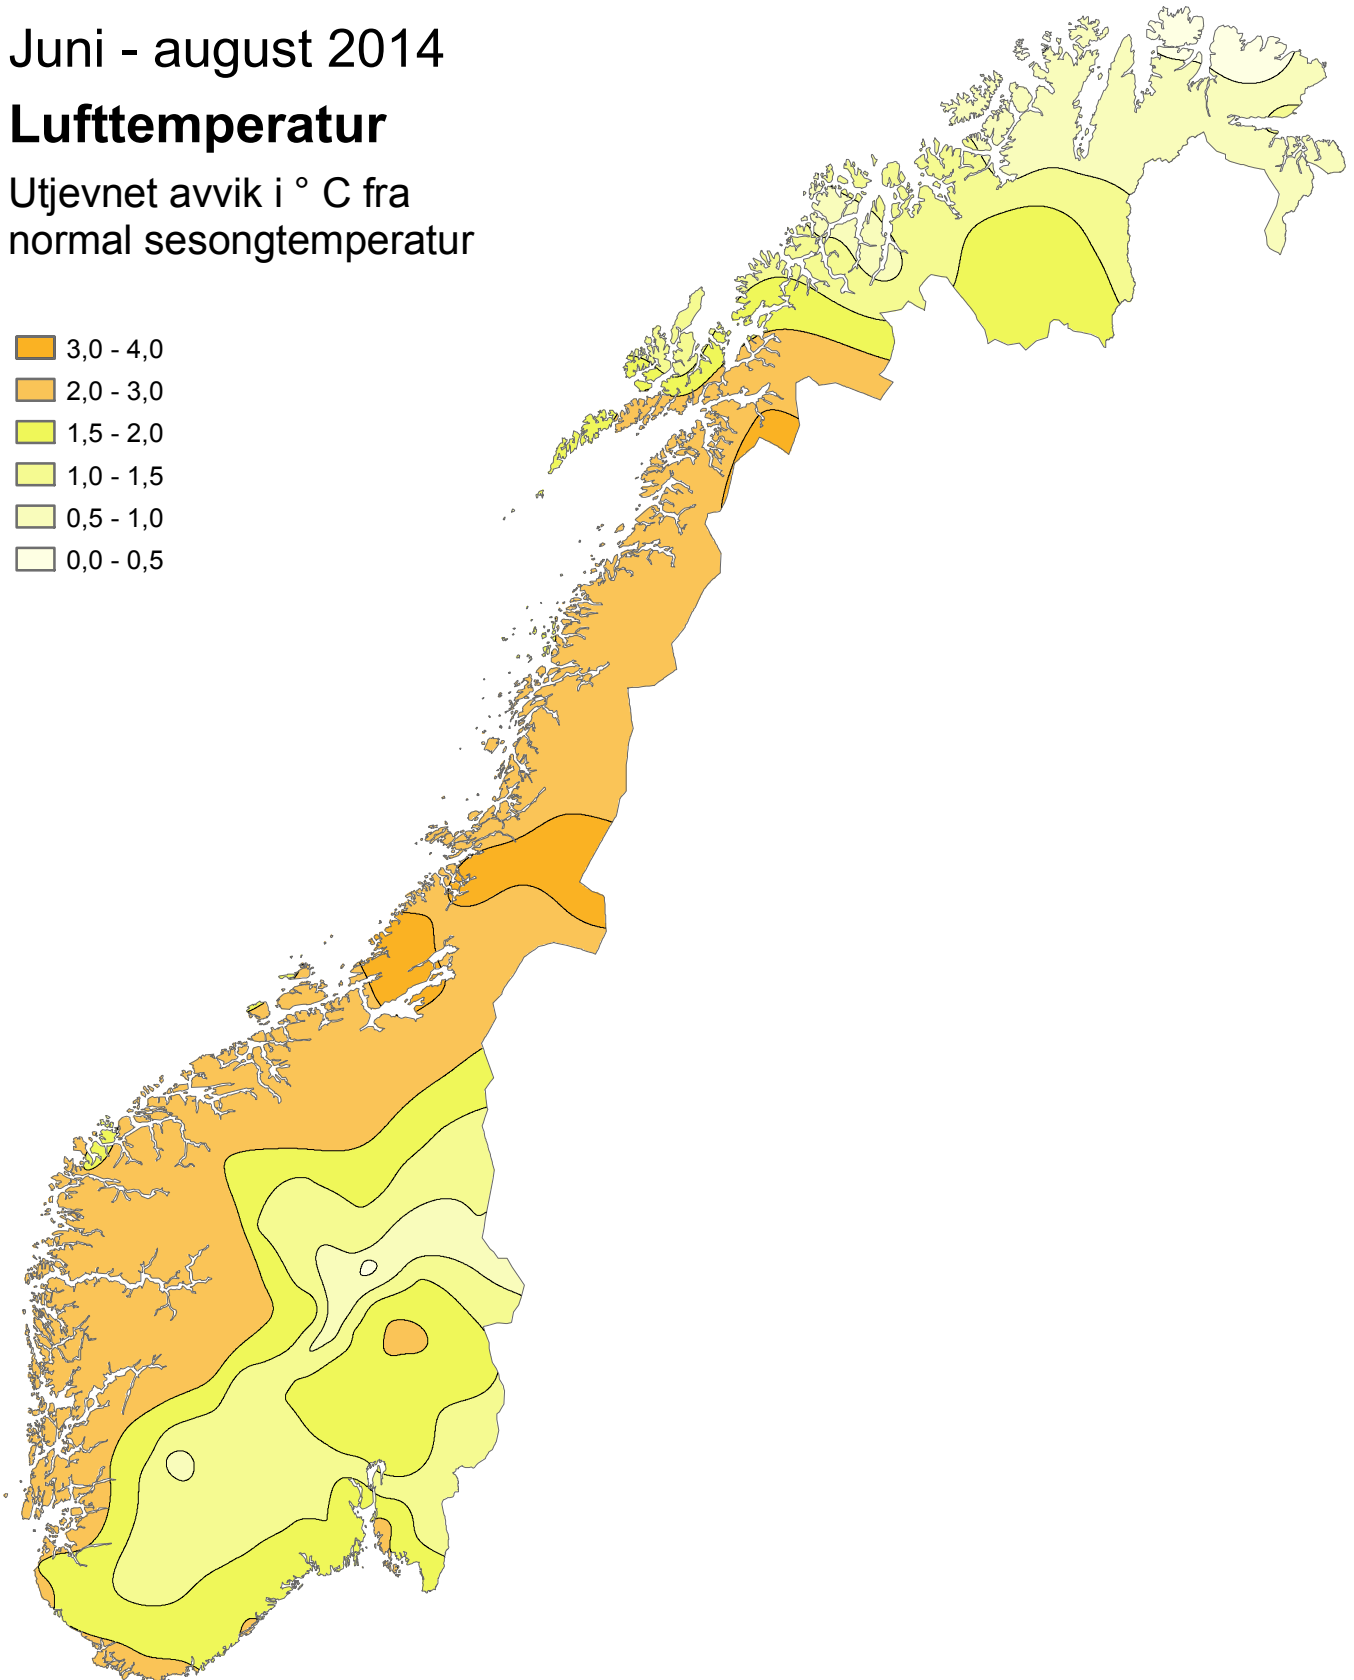 Juni - august 2014
Lufttemperatur
Utjevnet avvik i ° C fra
normal sesongtemperatur
3,0 - 4,0
2,0 - 3,0
1,5 - 2,0
1,0 - 1,5
0,5 - 1,0
0,0 - 0,5